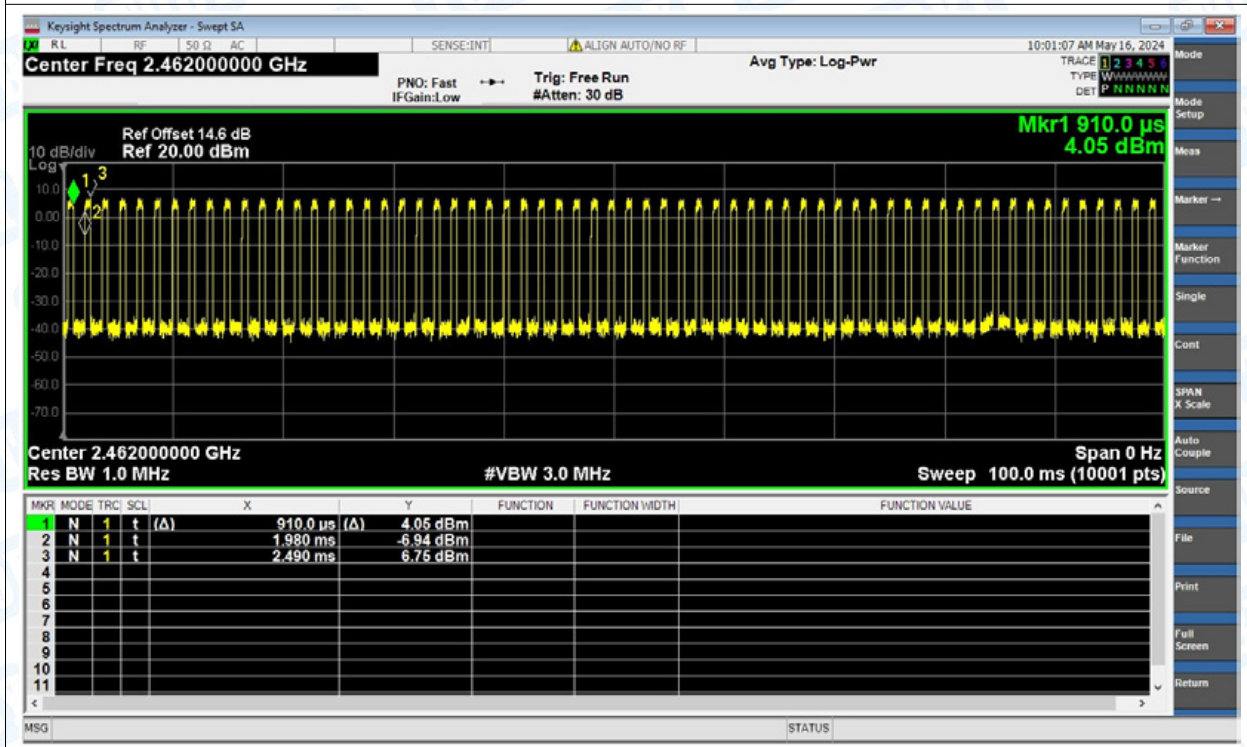 Keysight Spectrum Analyzer - Swept SA
RL RF 50 Ω AC SENSE:INT ALIGN AUTO/NO RF 10:01:07 AM May 16, 2024
Center Freq 2.462000000 GHz
PNO: Fast
IFGain:Low
Trig: Free Run
#Atten: 30 dB
Avg Type: Log-Pwr
TRACE 1 2 3 4 5 6
TYPE WWWWWW
DET P N N N N N
Mkr1 910.0 µs
4.05 dBm
Ref Offset 14.6 dB
10 dB/div Ref 20.00 dBm
Log
1
3
2
10.0
0.00
-10.0
-20.0
-30.0
-40.0
-50.0
-60.0
-70.0
Center 2.462000000 GHz Span 0 Hz
Res BW 1.0 MHz #VBW 3.0 MHz Sweep 100.0 ms (10001 pts)
MKR MODE TRC SCL X Y FUNCTION FUNCTION WIDTH FUNCTION VALUE
1 N 1 t (Δ) 910.0 µs (Δ) 4.05 dBm
2 N 1 t 1.980 ms -6.94 dBm
3 N 1 t 2.490 ms 6.75 dBm
4
5
6
7
8
9
10
11
MSG STATUS
Mode
Mode Setup
Meas
Marker →
Marker Function
Single
Cont
SPAN X Scale
Auto Couple
Source
File
Print
Full Screen
Return